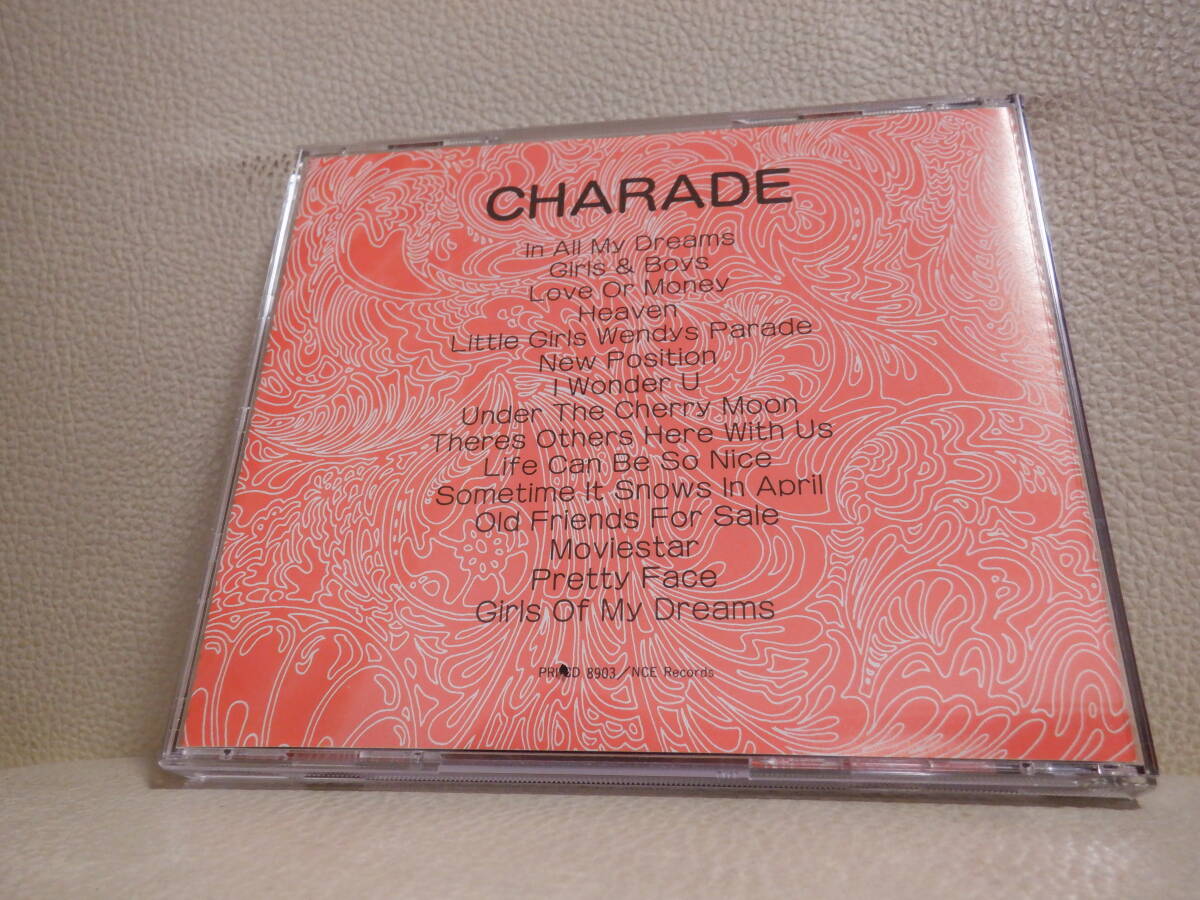 CHARADE
In All My Dreams
Girls & Boys
Love Or Money
Heaven
Little Girls Wendys Parade
New Position
I Wonder U
Under The Cherry Moon
Theres Others Here With Us
Life Can Be So Nice
Sometime It Snows In April
Old Friends For Sale
Moviestar
Pretty Face
Girls Of My Dreams
8903/NCE Records